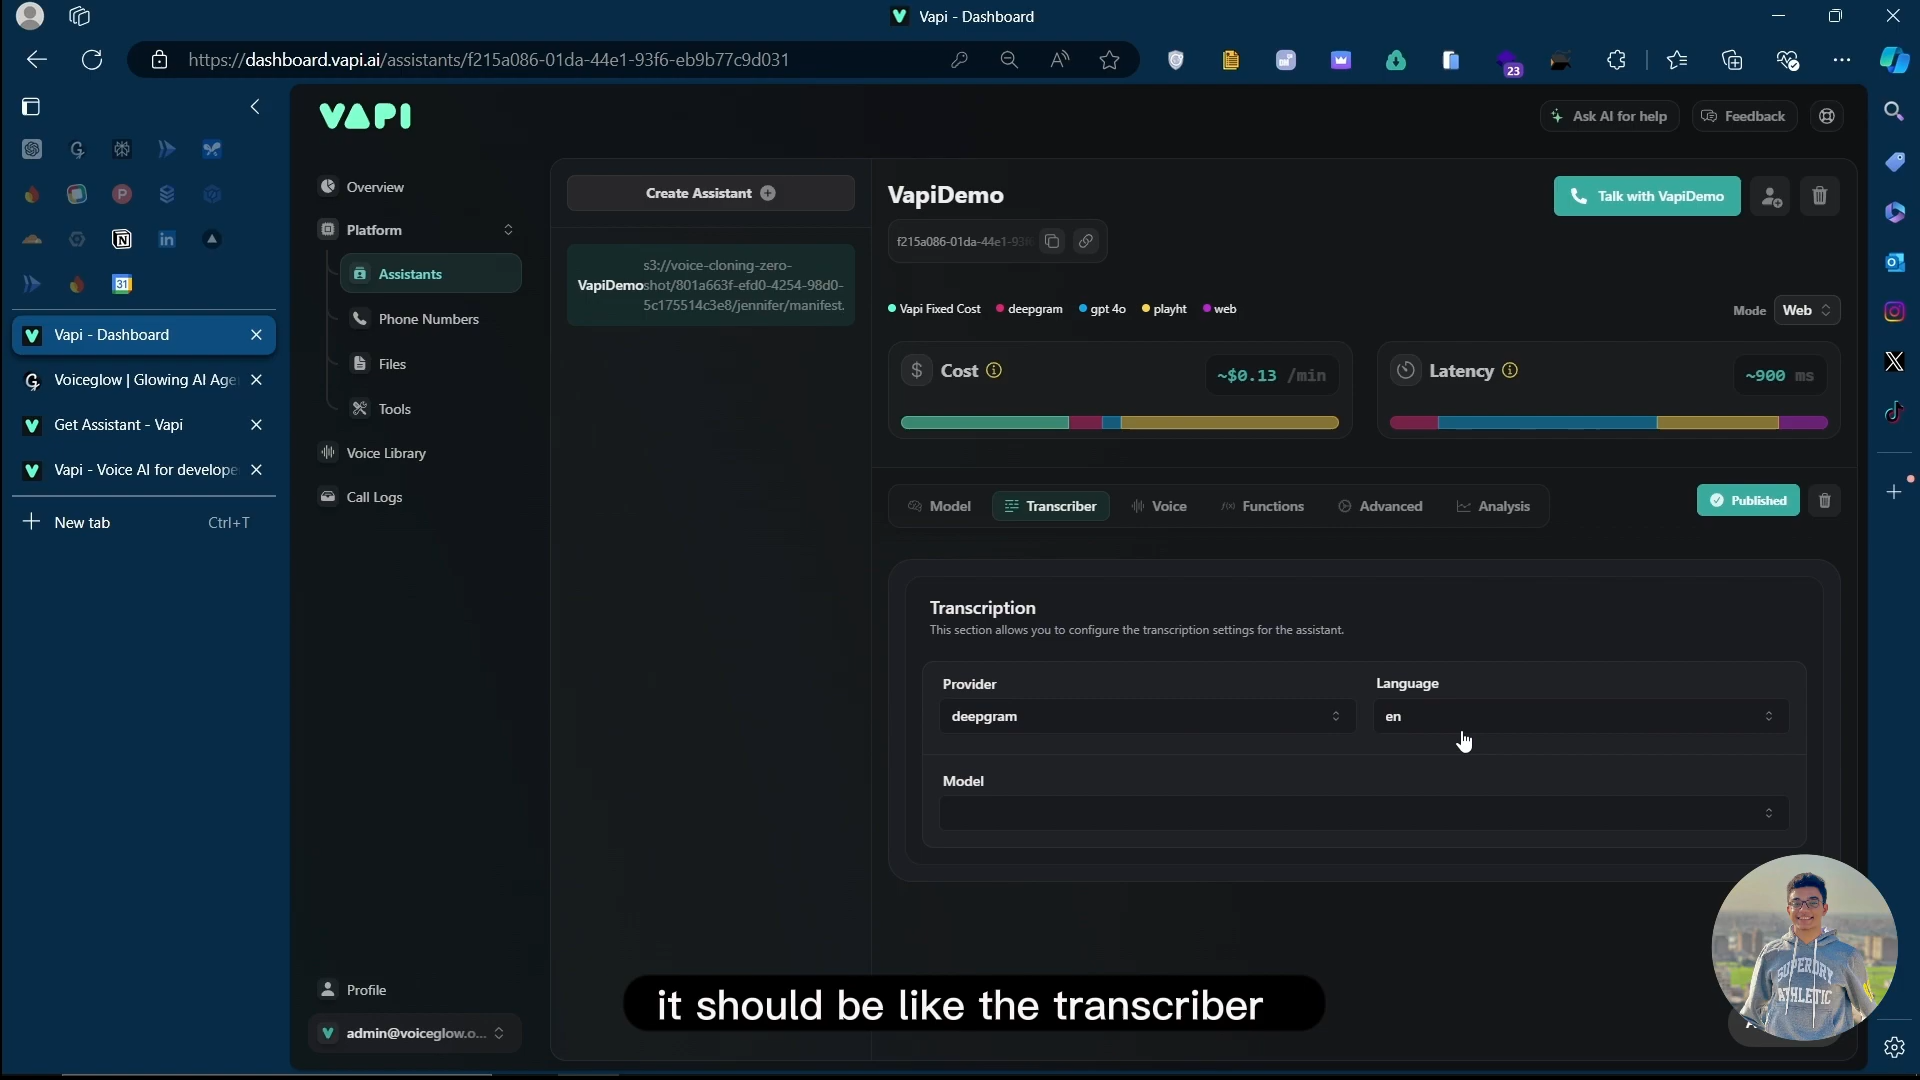 Vapi - Dashboard
https://dashboard.vapi.ai/assistants/f215a086-01da-44e1-93f6-eb9b77c9d031
23
VAPI
Ask AI for help
Feedback
31
Vapi - Dashboard
Voiceglow | Glowing AI Age
Get Assistant - Vapi
Vapi - Voice AI for develope
New tab
Ctrl+T
Overview
Platform
Assistants
Phone Numbers
Files
Tools
Voice Library
Call Logs
Profile
admin@voiceglow.o...
Create Assistant
VapiDemo
s3://voice-cloning-zero-
shot/801a663f-efd0-4254-98d0-
5c175514c3e8/jennifer/manifest.
VapiDemo
Talk with VapiDemo
f215a086-01da-44e1-93f
Vapi Fixed Cost
deepgram
gpt 4o
playht
web
Mode
Web
Cost
~$0.13 /min
Latency
~900 ms
Model
Transcriber
Voice
Functions
Advanced
Analysis
Published
Transcription
This section allows you to configure the transcription settings for the assistant.
Provider
Language
deepgram
en
Model
it should be like the transcriber
SUPERDRY
ATHLETIC